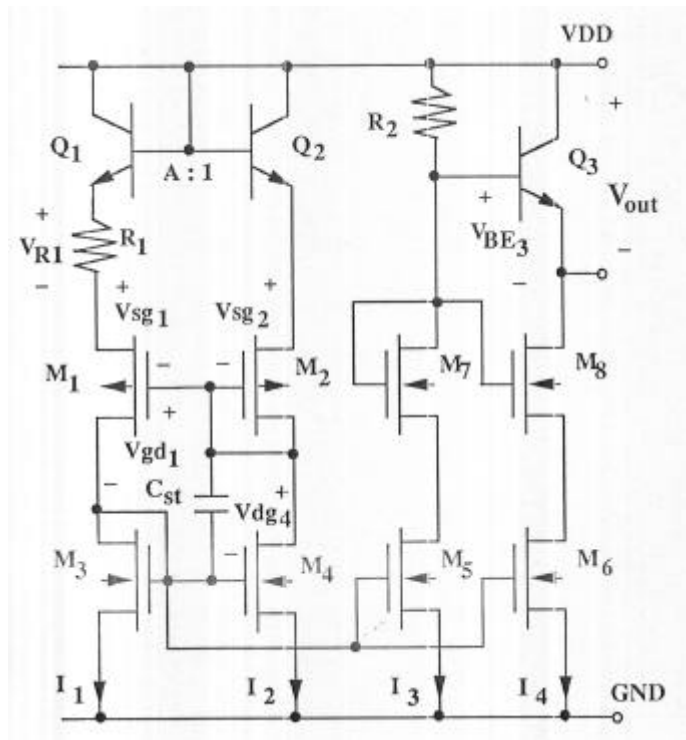 VDD
+
R2
Q1
A : 1
Q2
Q3
+
VR1
−
R1
+
VBE3
−
Vout
−
+
Vsg1
−
+
Vsg2
−
M1
M2
M7
M8
+
Vgd1
−
Cst
+
Vdg4
−
M3
M4
M5
M6
I1
I2
I3
I4
GND